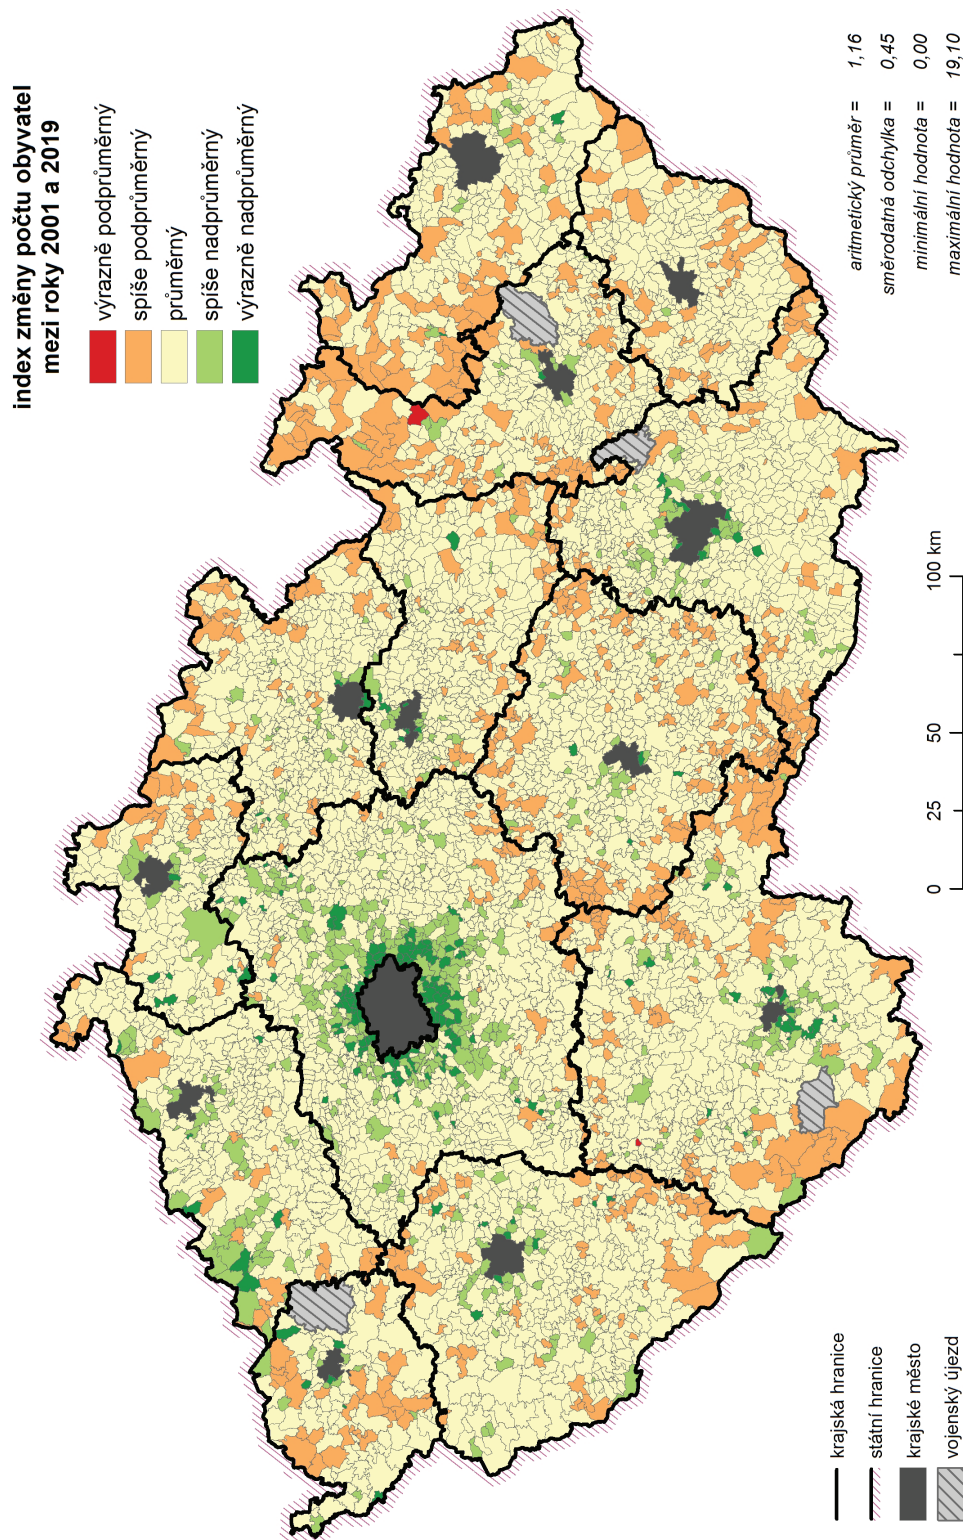 index změny počtu obyvatel
mezi roky 2001 a 2019
výrazně podprůměrný
spíše podprůměrný
průměrný
spíše nadprůměrný
výrazně nadprůměrný
krajská hranice
státní hranice
krajské město
vojenský újezd
0 25 50 100 km
aritmetický průměr = 1,16
směrodatná odchylka = 0,45
minimální hodnota = 0,00
maximální hodnota = 19,10